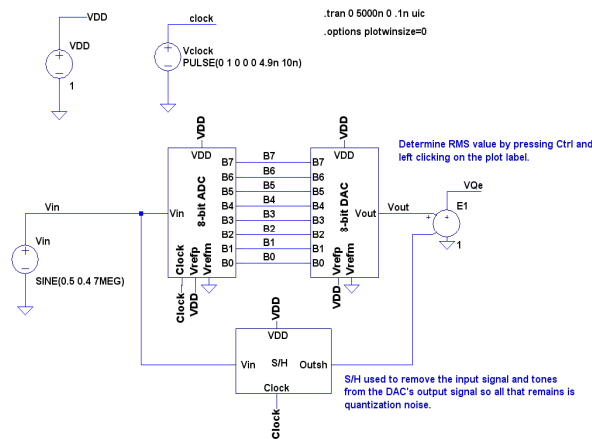 VDD
clock
.tran 0 5000n 0 .1n uic
.options plotwinsize=0
VDD
1
Vclock
PULSE(0 1 0 0 0 4.9n 10n)
VDD
VDD
Determine RMS value by pressing Ctrl and
left clicking on the plot label.
VDD
VDD
8-bit ADC
8-bit DAC
B7 B7 B7
B6 B6 B6
B5 B5 B5
B4 B4 B4
B3 B3 B3
B2 B2 B2
B1 B1 B1
B0 B0 B0
Vin
Vin
Vout
Vout
VQe
E1
+
1
Vin
SINE(0.5 0.4 7MEG)
Clock
Vrefp
Vrefm
Vrefp
Vrefm
Clock
VDD
VDD
VDD
VDD
Vin
S/H
Outsh
Clock
Clock
S/H used to remove the input signal and tones
from the DAC's output signal so all that remains is
quantization noise.